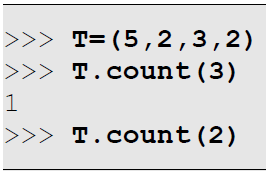 >>> T=(5,2,3,2)
>>> T.count(3)
1
>>> T.count(2)